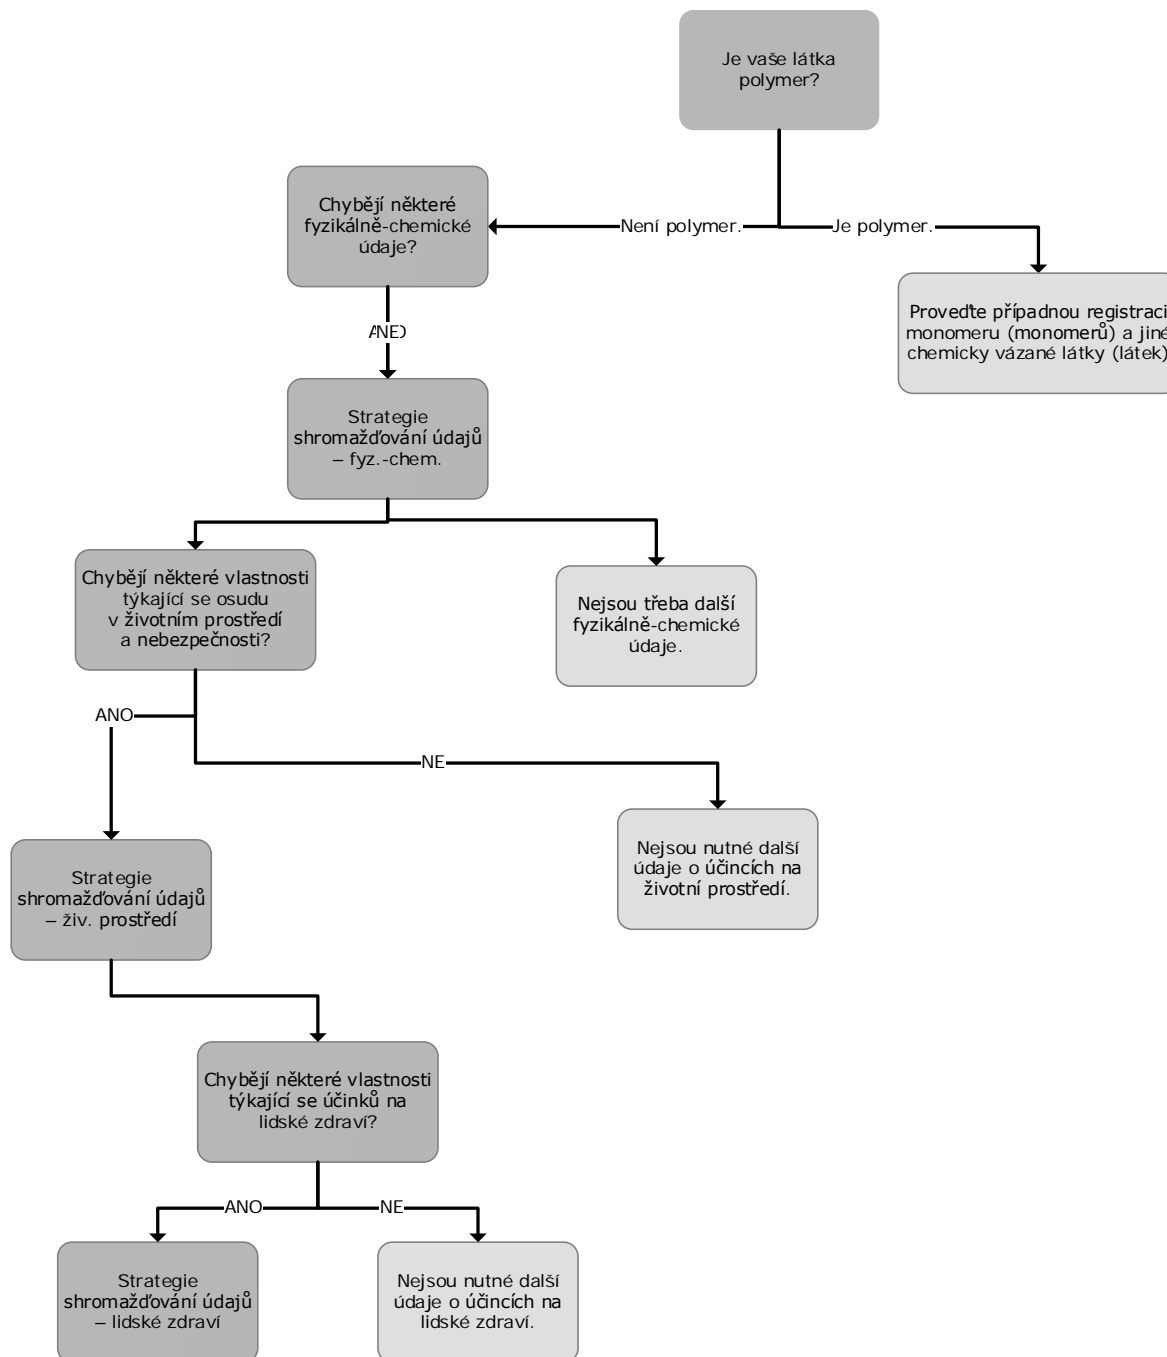 Je vaše látka
polymer?
Chybějí některé
fyzikálně-chemické
údaje?
Není polymer.
Je polymer.
Proveďte případnou registraci
monomeru (monomerů) a jiné
chemicky vázané látky (látek)
Strategie
shromažďování údajů
– fyz.-chem.
Chybějí některé vlastnosti
týkající se osudu
v životním prostředí
a nebezpečnosti?
Nejsou třeba další
fyzikálně-chemické
údaje.
ANO
NE
Strategie
shromažďování údajů
– živ. prostředí
Nejsou nutné další
údaje o účincích na
životní prostředí.
Chybějí některé vlastnosti
týkající se účinků na
lidské zdraví?
ANO
NE
Strategie
shromažďování údajů
– lidské zdraví
Nejsou nutné další
údaje o účincích na
lidské zdraví.